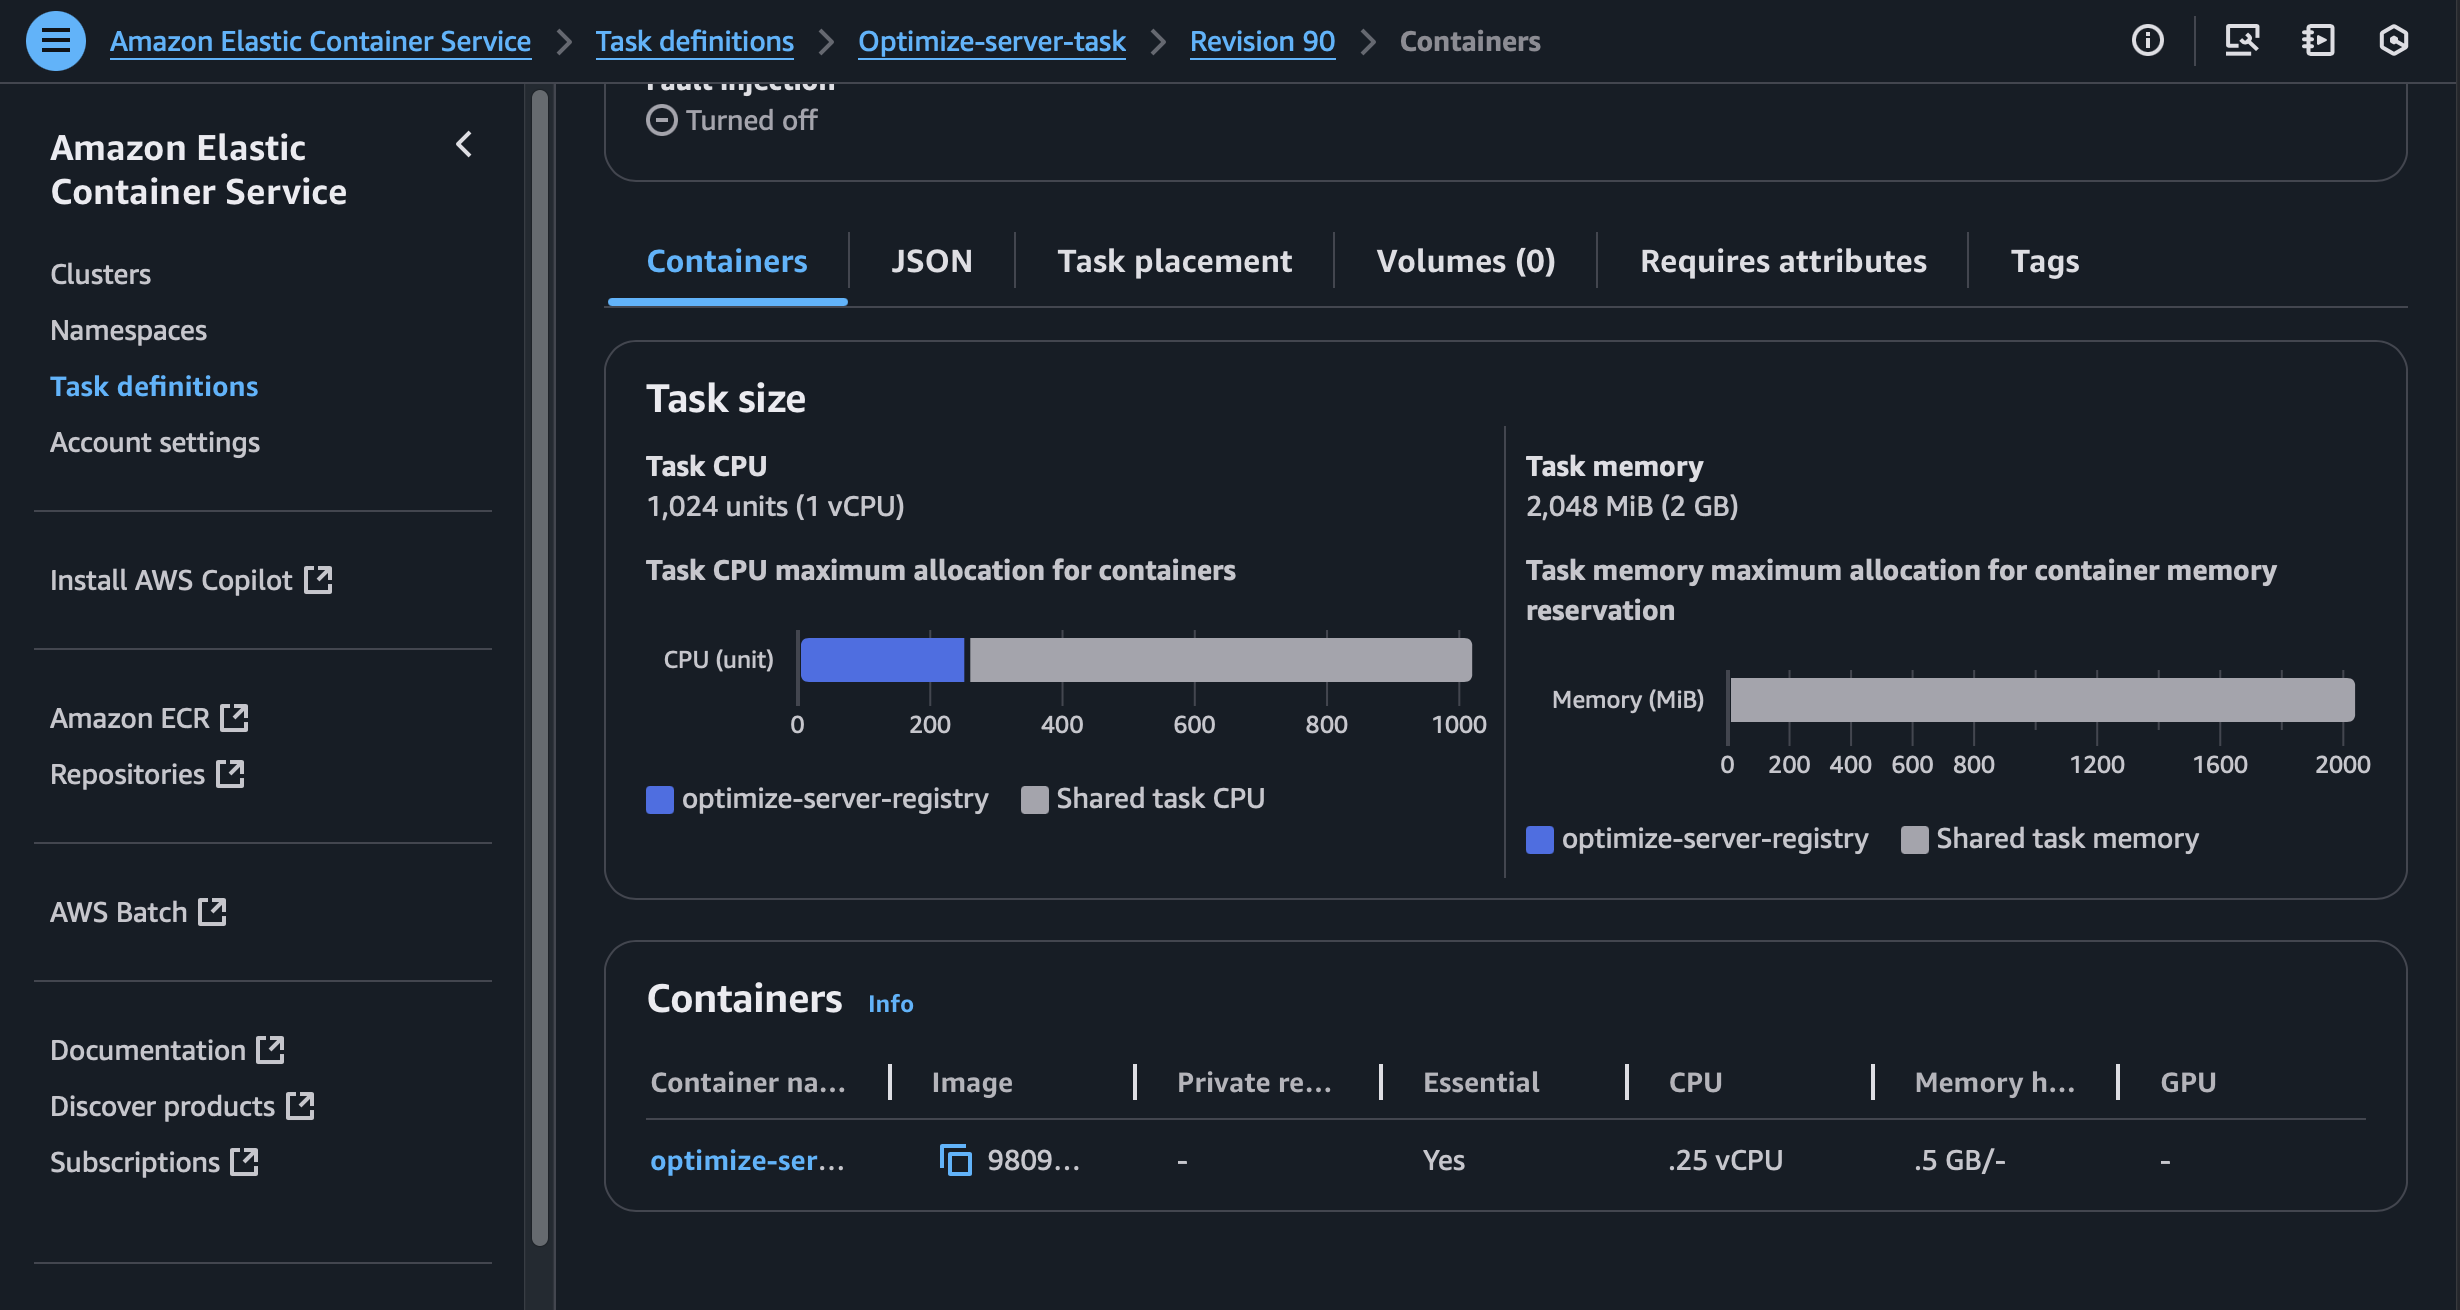 Amazon Elastic Container Service > Task definitions > Optimize-server-task > Revision 90 > Containers
Amazon Elastic
Container Service
Clusters
Namespaces
Task definitions
Account settings
Install AWS Copilot
Amazon ECR
Repositories
AWS Batch
Documentation
Discover products
Subscriptions
Fault injection
Turned off
Containers
JSON
Task placement
Volumes (0)
Requires attributes
Tags
Task size
Task CPU
1,024 units (1 vCPU)
Task CPU maximum allocation for containers
CPU (unit)
0 200 400 600 800 1000
optimize-server-registry Shared task CPU
Task memory
2,048 MiB (2 GB)
Task memory maximum allocation for container memory
reservation
Memory (MiB)
0 200 400 600 800 1200 1600 2000
optimize-server-registry Shared task memory
Containers Info
Container na... Image Private re... Essential CPU Memory h... GPU
optimize-ser... 9809... - Yes .25 vCPU .5 GB/- -